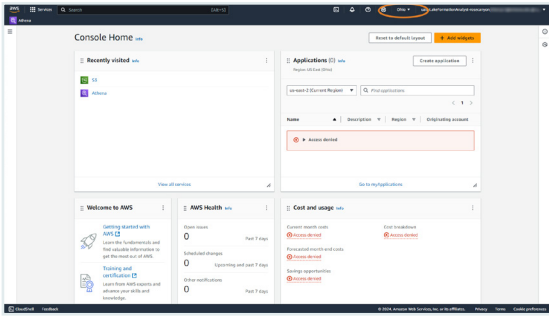 aws
Services
Search
[Alt+S]
Ohio
Athena
Console Home Info
Reset to default layout
+ Add widgets
Recently visited Info
S3
Athena
View all services
Applications (0) Info
Create application
Region: US East (Ohio)
us-east-2 (Current Region)
Find applications
1
Name
Description
Region
Originating account
Access denied
Go to myApplications
Welcome to AWS
Getting started with
AWS
Learn the fundamentals and
find valuable information to
get the most out of AWS.
Training and
certification
Learn from AWS experts and
advance your skills and
knowledge.
AWS Health Info
Open issues
0
Past 7 days
Scheduled changes
0
Upcoming and past 7 days
Other notifications
0
Past 7 days
Cost and usage Info
Current month costs
Access denied
Cost breakdown
Access denied
Forecasted month end costs
Access denied
Savings opportunities
Access denied
CloudShell
Feedback
© 2024, Amazon Web Services, Inc. or its affiliates.
Privacy
Terms
Cookie preferences